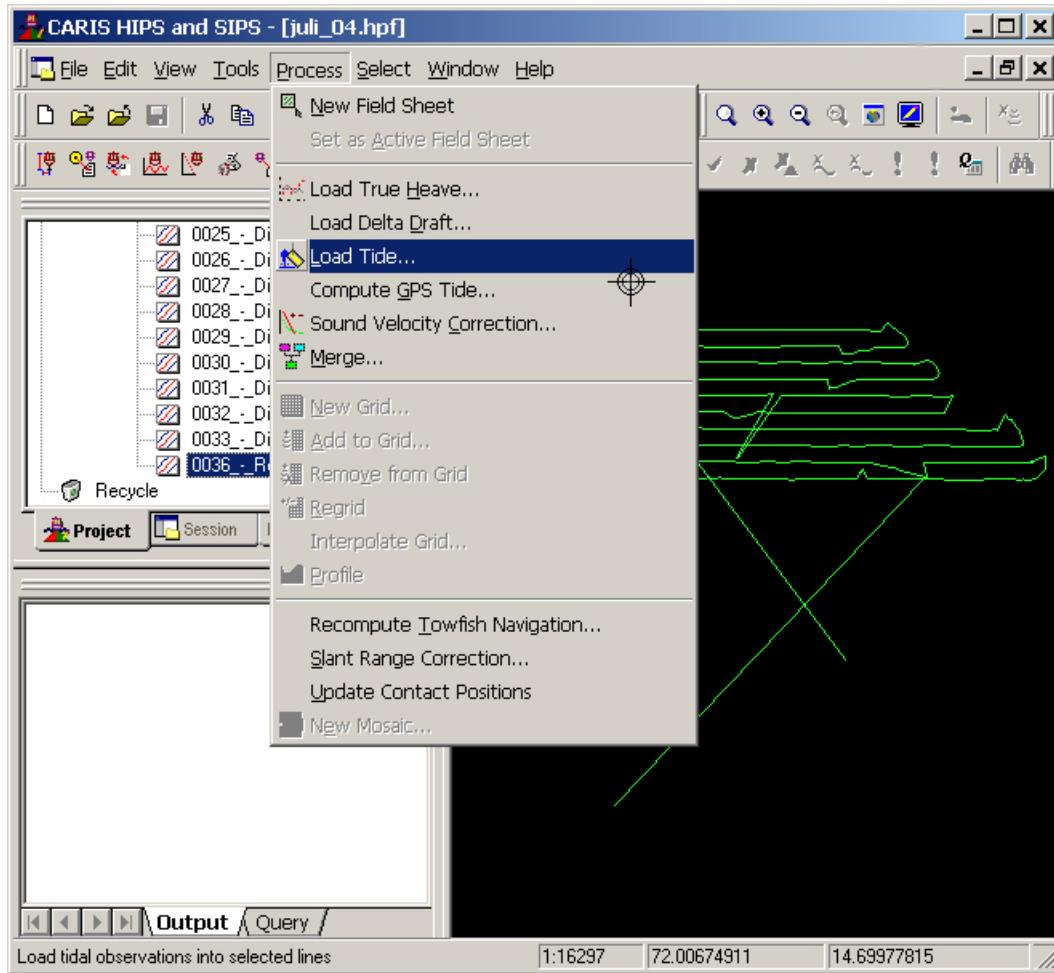 CARIS HIPS and SIPS - [juli_04.hpf]
File Edit View Tools Process Select Window Help
New Field Sheet
Set as Active Field Sheet
Load True Heave...
Load Delta Draft...
Load Tide...
Compute GPS Tide...
Sound Velocity Correction...
Merge...
New Grid...
Add to Grid...
Remove from Grid
Regrid
Interpolate Grid...
Profile
Recompute Towfish Navigation...
Slant Range Correction...
Update Contact Positions
New Mosaic...
0025_-_Di
0026_-_Di
0027_-_Di
0028_-_Di
0029_-_Di
0030_-_Di
0031_-_Di
0032_-_Di
0033_-_Di
0036_-_R
Recycle
Project Session
Output Query
Load tidal observations into selected lines 1:16297 72.00674911 14.69977815